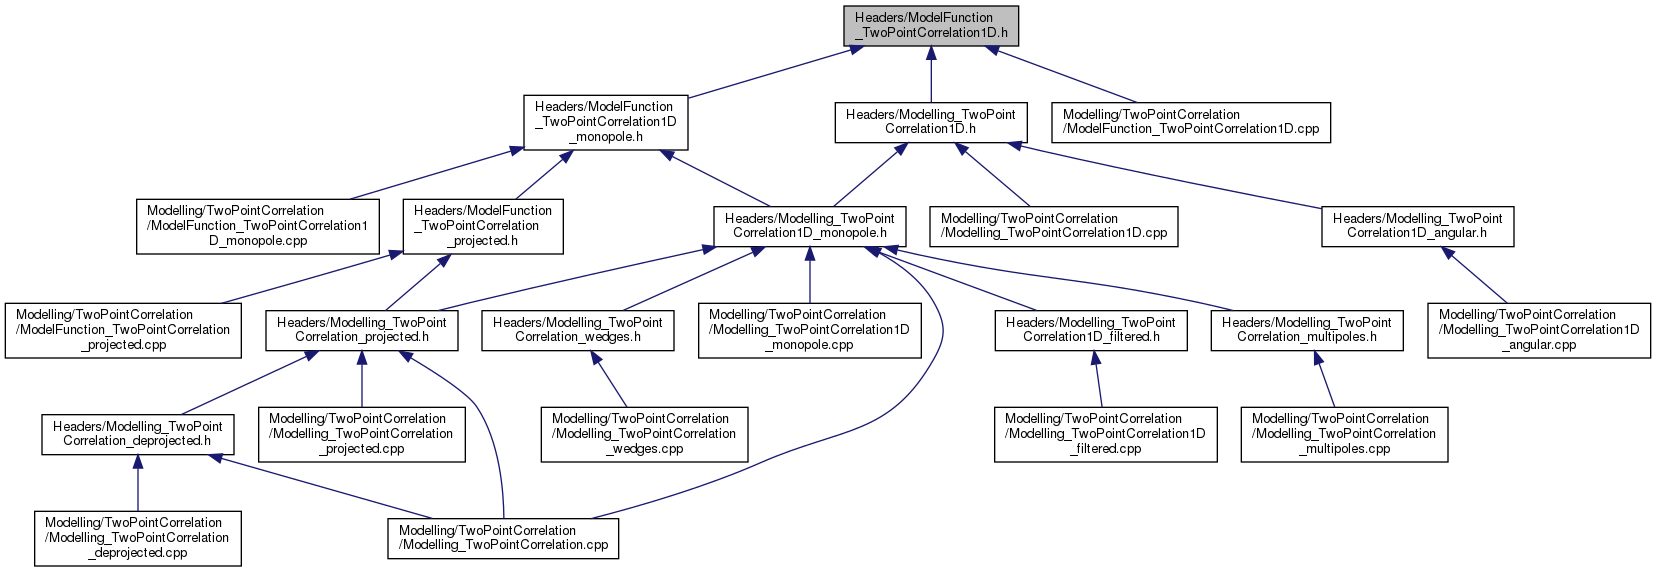 Headers/ModelFunction
_TwoPointCorrelation1D.h
Headers/ModelFunction
_TwoPointCorrelation1D
_monopole.h
Headers/Modelling_TwoPoint
Correlation1D.h
Modelling/TwoPointCorrelation
/ModelFunction_TwoPointCorrelation1D.cpp
Modelling/TwoPointCorrelation
/ModelFunction_TwoPointCorrelation1
D_monopole.cpp
Headers/ModelFunction
_TwoPointCorrelation
_projected.h
Headers/Modelling_TwoPoint
Correlation1D_monopole.h
Modelling/TwoPointCorrelation
/Modelling_TwoPointCorrelation1D.cpp
Headers/Modelling_TwoPoint
Correlation1D_angular.h
Modelling/TwoPointCorrelation
/ModelFunction_TwoPointCorrelation
_projected.cpp
Headers/Modelling_TwoPoint
Correlation_projected.h
Headers/Modelling_TwoPoint
Correlation_wedges.h
Modelling/TwoPointCorrelation
/Modelling_TwoPointCorrelation1D
_monopole.cpp
Headers/Modelling_TwoPoint
Correlation1D_filtered.h
Headers/Modelling_TwoPoint
Correlation_multipoles.h
Modelling/TwoPointCorrelation
/Modelling_TwoPointCorrelation1D
_angular.cpp
Headers/Modelling_TwoPoint
Correlation_deprojected.h
Modelling/TwoPointCorrelation
/Modelling_TwoPointCorrelation
_projected.cpp
Modelling/TwoPointCorrelation
/Modelling_TwoPointCorrelation
_wedges.cpp
Modelling/TwoPointCorrelation
/Modelling_TwoPointCorrelation1D
_filtered.cpp
Modelling/TwoPointCorrelation
/Modelling_TwoPointCorrelation
_multipoles.cpp
Modelling/TwoPointCorrelation
/Modelling_TwoPointCorrelation
_deprojected.cpp
Modelling/TwoPointCorrelation
/Modelling_TwoPointCorrelation.cpp